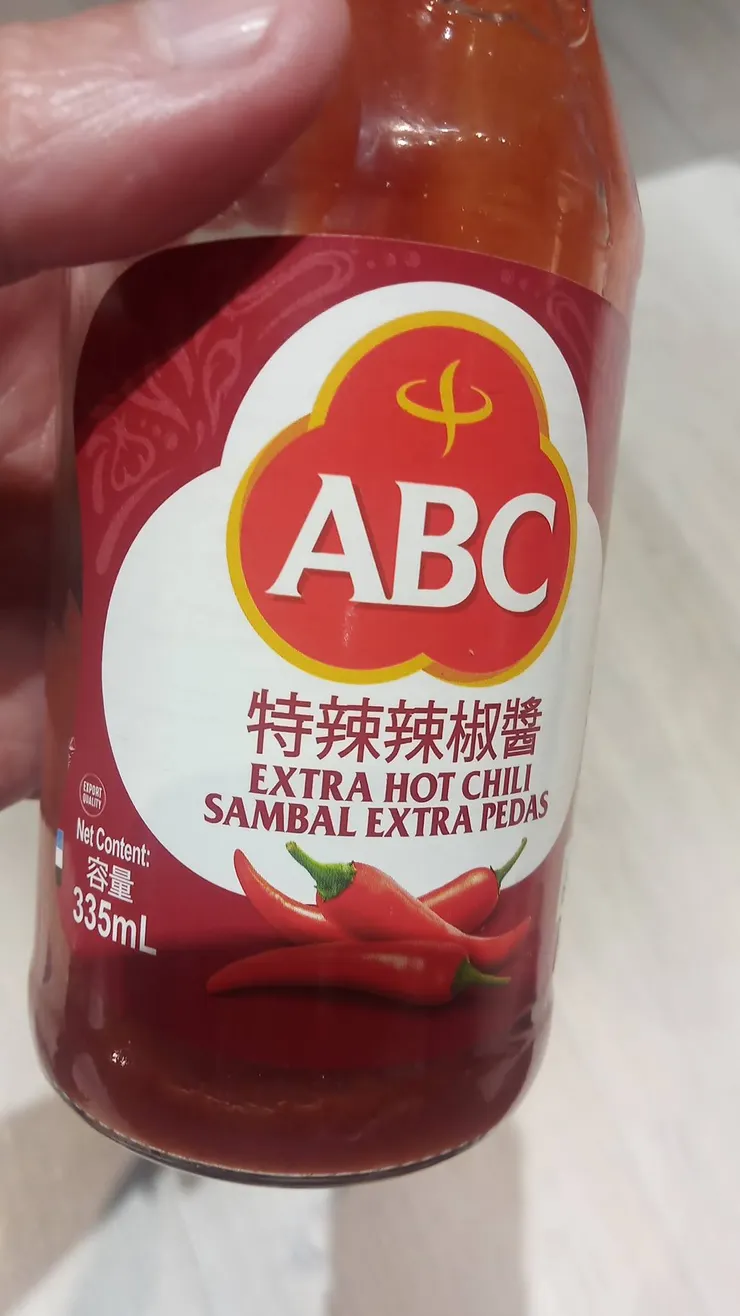 ABC
特辣辣椒醬
EXTRA HOT CHILI
SAMBAL EXTRA PEDAS
EXPORT
QUALITY
Net Content:
容量
335mL